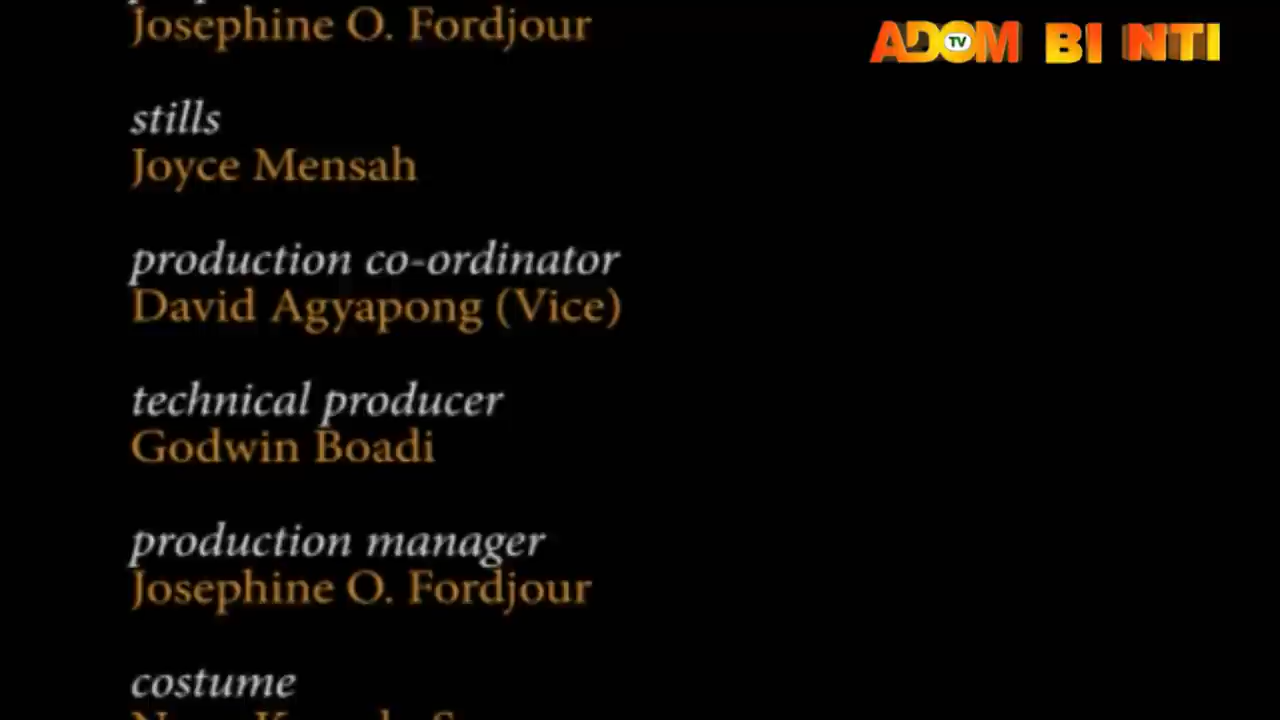 ADOM TV BI NTI
Josephine O. Fordjour
stills
Joyce Mensah
production co-ordinator
David Agyapong (Vice)
technical producer
Godwin Boadi
production manager
Josephine O. Fordjour
costume